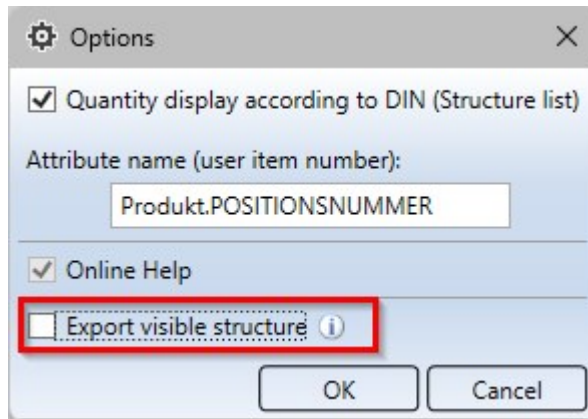 Options
Quantity display according to DIN (Structure list)
Attribute name (user item number):
Produkt.POSITIONSNUMMER
Online Help
Export visible structure
OK Cancel